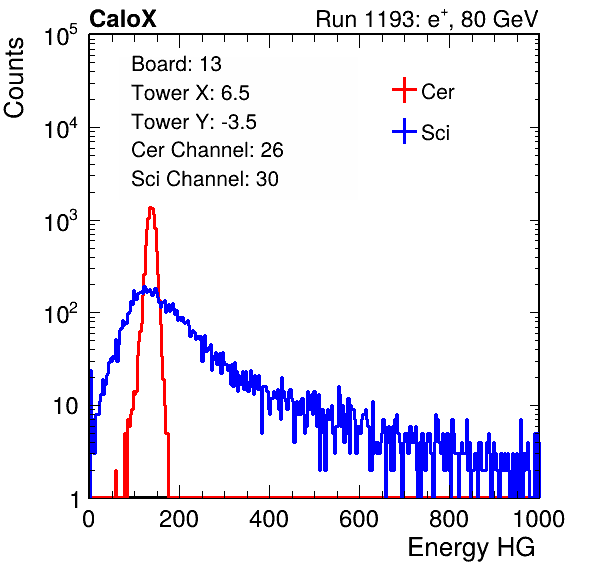 CaloX Run 1193: e⁺, 80 GeV
Board: 13
Tower X: 6.5
Tower Y: -3.5
Cer Channel: 26
Sci Channel: 30
Cer
Sci
Counts
10⁵
10⁴
10³
10²
10
1
0 200 400 600 800 1000
Energy HG